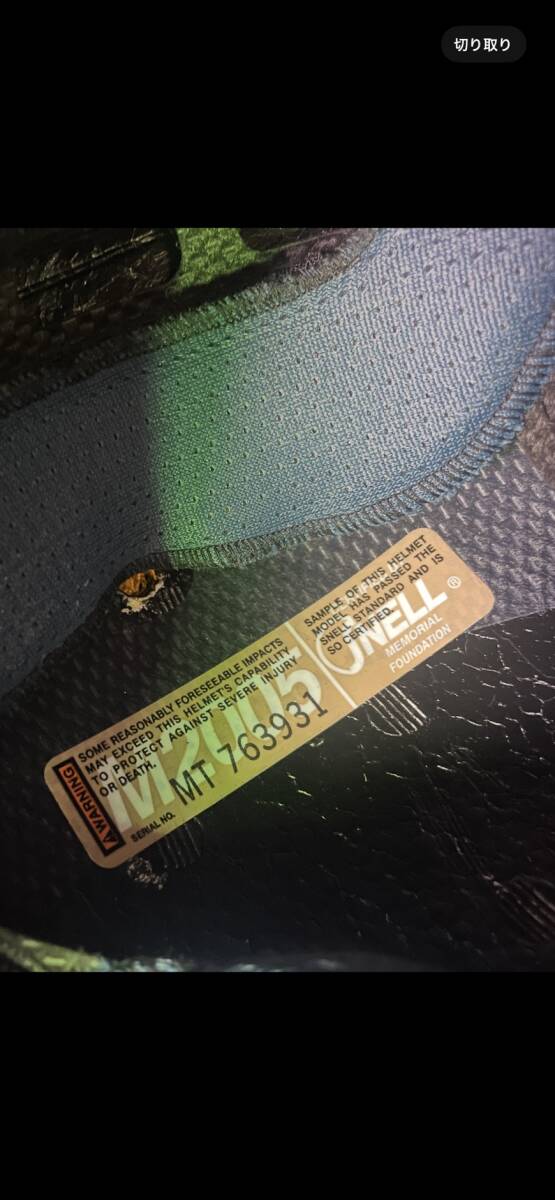 切り取り
SAMPLE OF THIS HELMET
MODEL HAS PASSED THE
SNELL STANDARD AND IS
SO CERTIFIED.
SNELL®
MEMORIAL
FOUNDATION
⚠WARNING
SOME REASONABLY FORESEEABLE IMPACTS
MAY EXCEED THIS HELMET'S CAPABILITY
TO PROTECT AGAINST SEVERE INJURY
OR DEATH.
M2005
SERIAL NO. MT 763931